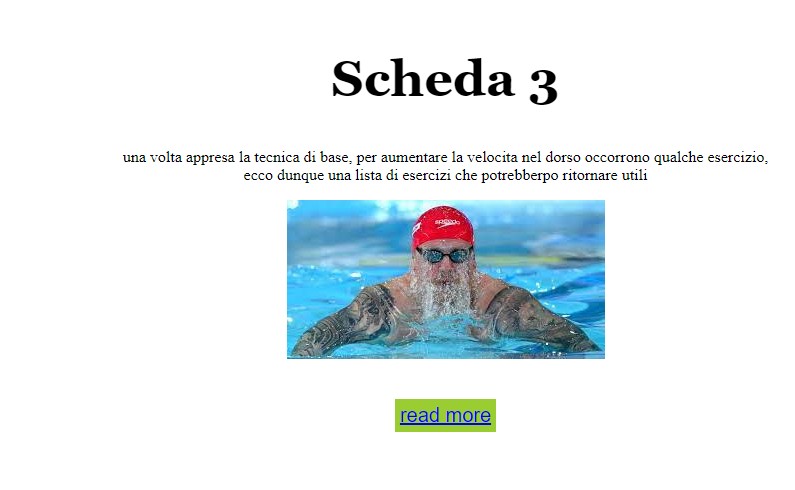 Scheda 3
una volta appresa la tecnica di base, per aumentare la velocita nel dorso occorrono qualche esercizio,
ecco dunque una lista di esercizi che potrebberpo ritornare utili
speedo
read more